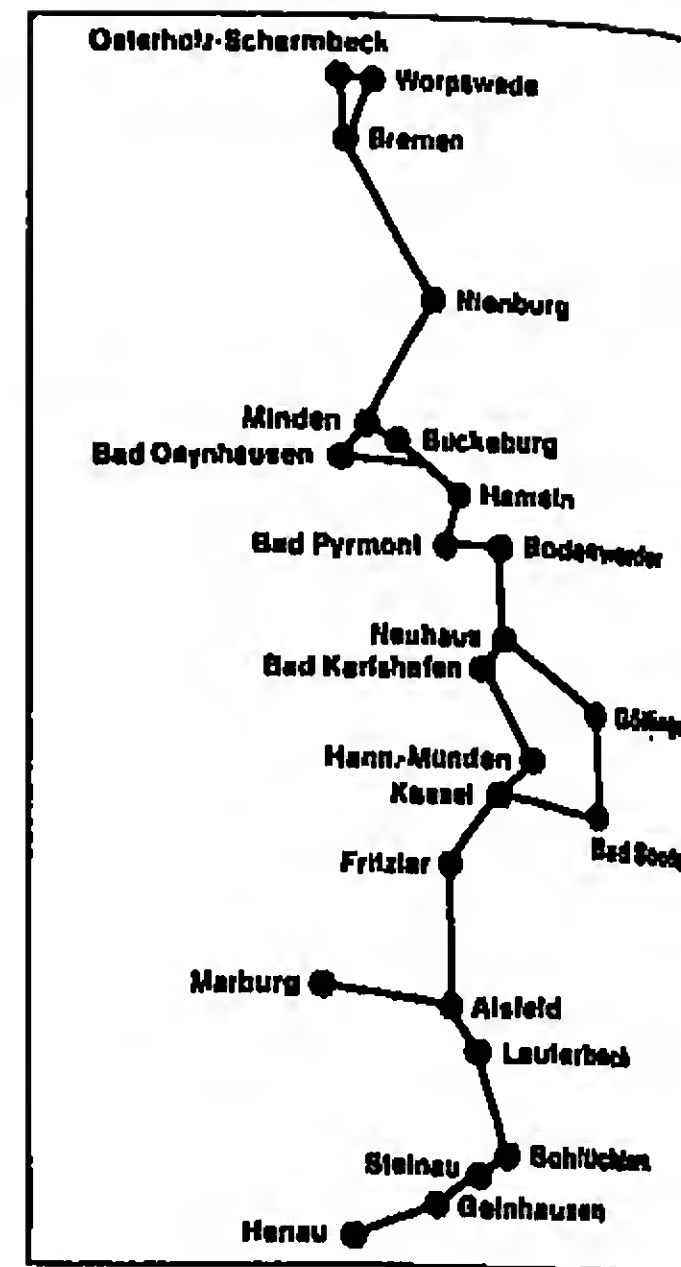 Osterholz-Scharmbeck
Worpswede
Bremen
Nienburg
Minden
Bückeburg
Bad Oeynhausen
Hameln
Bad Pyrmont
Bodenwerder
Neuhaus
Bad Karlshafen
Hann.-Münden
Kassel
Bad
Fritzlar
Marburg
Alsfeld
Lauterbach
Schlüchtern
Steinau
Gelnhausen
Hanau